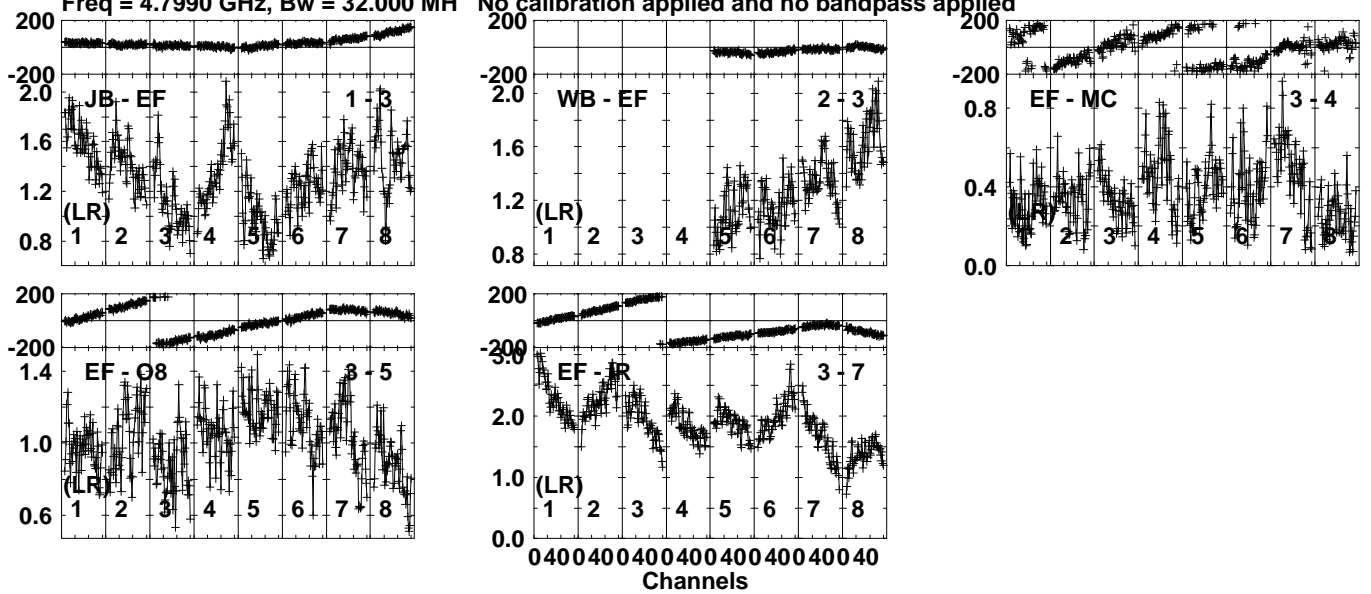 Freq = 4.7990 GHz, Bw = 32.000 MH No calibration applied and no bandpass applied
200
-200
2.0
1.6
1.2
0.8
JB - EF 1 - 3
(LR)
1 2 3 4 5 6 7 8
200
-200
2.0
1.6
1.2
0.8
WB - EF 2 - 3
(LR)
1 2 3 4 5 6 7 8
200
-200
0.8
0.4
0.0
EF - MC 3 - 4
(LR)
1 2 3 4 5 6 7 8
200
-200
1.4
1.0
0.6
EF - O8 3 - 5
(LR)
1 2 3 4 5 6 7 8
200
-200
3.0
2.0
1.0
0.0
EF - IR 3 - 7
(LR)
1 2 3 4 5 6 7 8
0 40 0 40 0 40 0 40 0 40 0 40 0 40 0 40
Channels